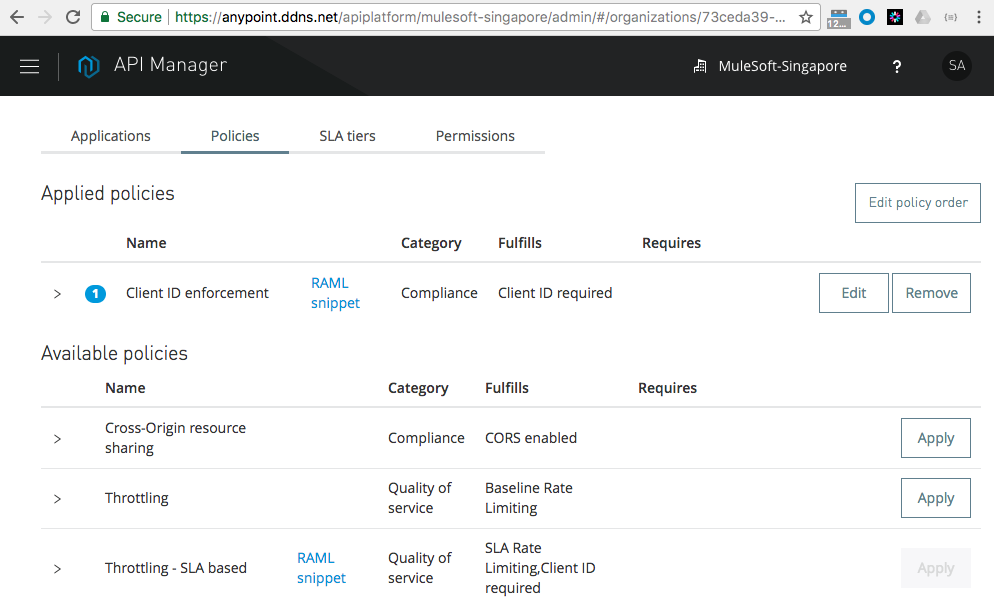 Secure | https://anypoint.ddns.net/apiplatform/mulesoft-singapore/admin/#/organizations/73ceda39-...
12...
API Manager
MuleSoft-Singapore
?
SA
Applications
Policies
SLA tiers
Permissions
Applied policies
Edit policy order
Name
Category
Fulfills
Requires
1
Client ID enforcement
RAML
snippet
Compliance
Client ID required
Edit
Remove
Available policies
Name
Category
Fulfills
Requires
Cross-Origin resource
sharing
Compliance
CORS enabled
Apply
Throttling
Quality of
service
Baseline Rate
Limiting
Apply
Throttling - SLA based
RAML
snippet
Quality of
service
SLA Rate
Limiting,Client ID
required
Apply